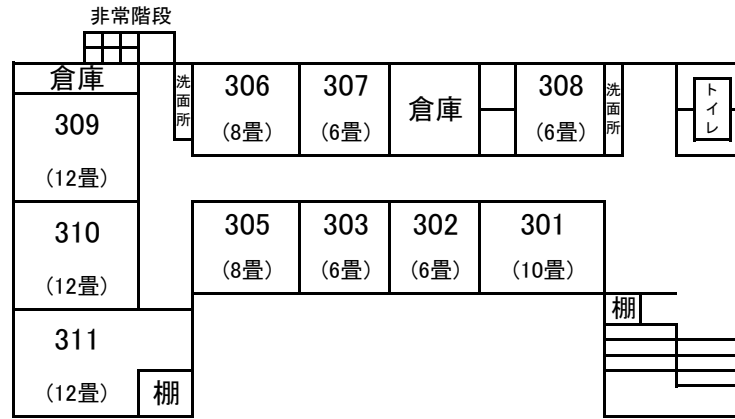 非常階段
倉庫
洗面所
306
(8畳)
307
(6畳)
倉庫
308
(6畳)
洗面所
トイレ
309
(12畳)
310
(12畳)
305
(8畳)
303
(6畳)
302
(6畳)
301
(10畳)
棚
311
(12畳)
棚